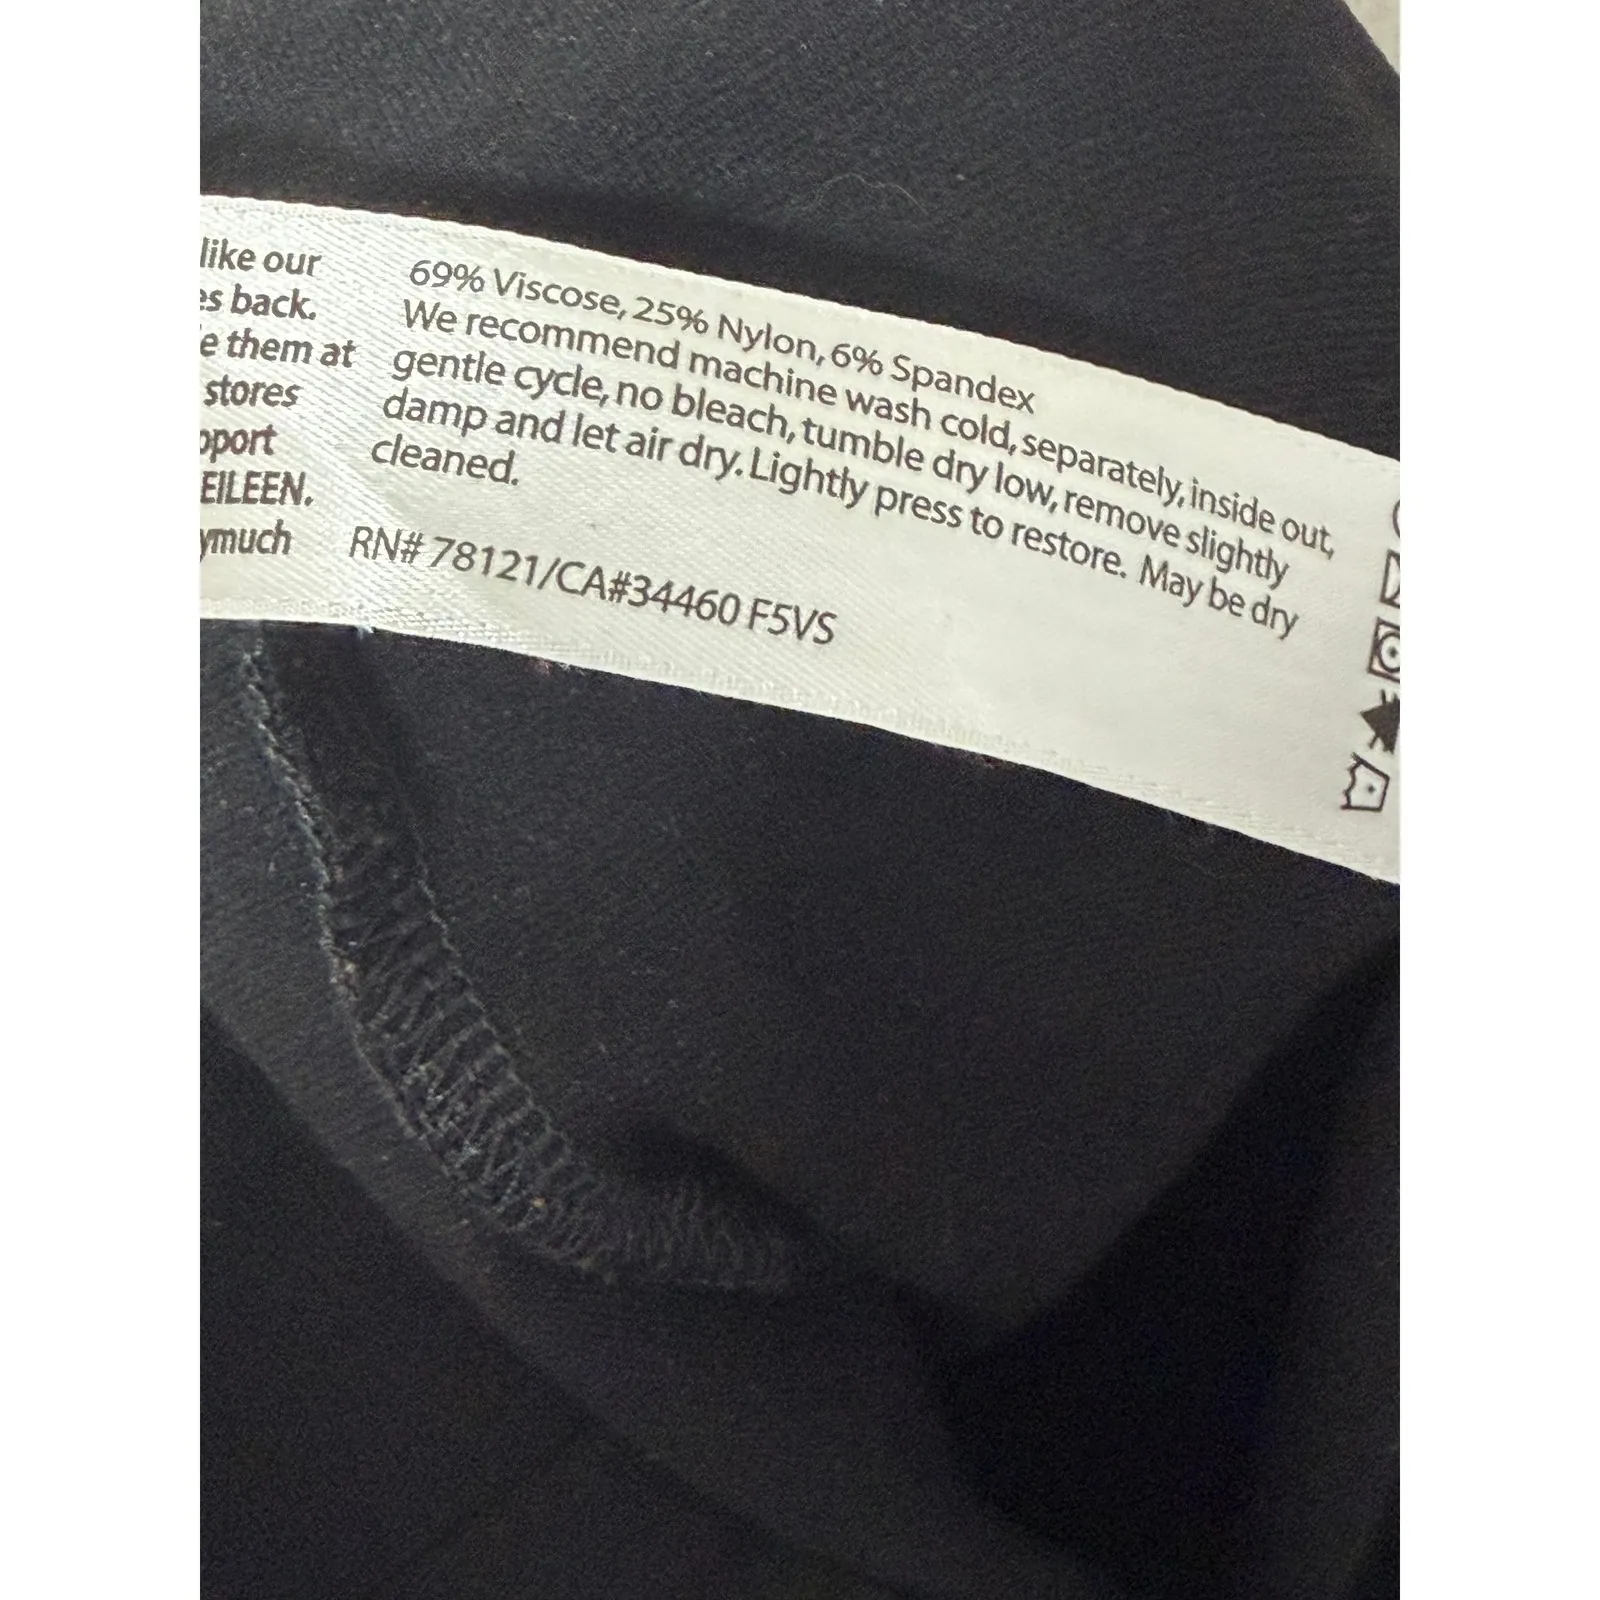 like our
es back.
e them at
stores
pport
EILEEN.
ymuch
69% Viscose, 25% Nylon, 6% Spandex
We recommend machine wash cold, separately, inside out,
gentle cycle, no bleach, tumble dry low, remove slightly
damp and let air dry. Lightly press to restore. May be dry
cleaned.
RN# 78121/CA#34460 F5VS